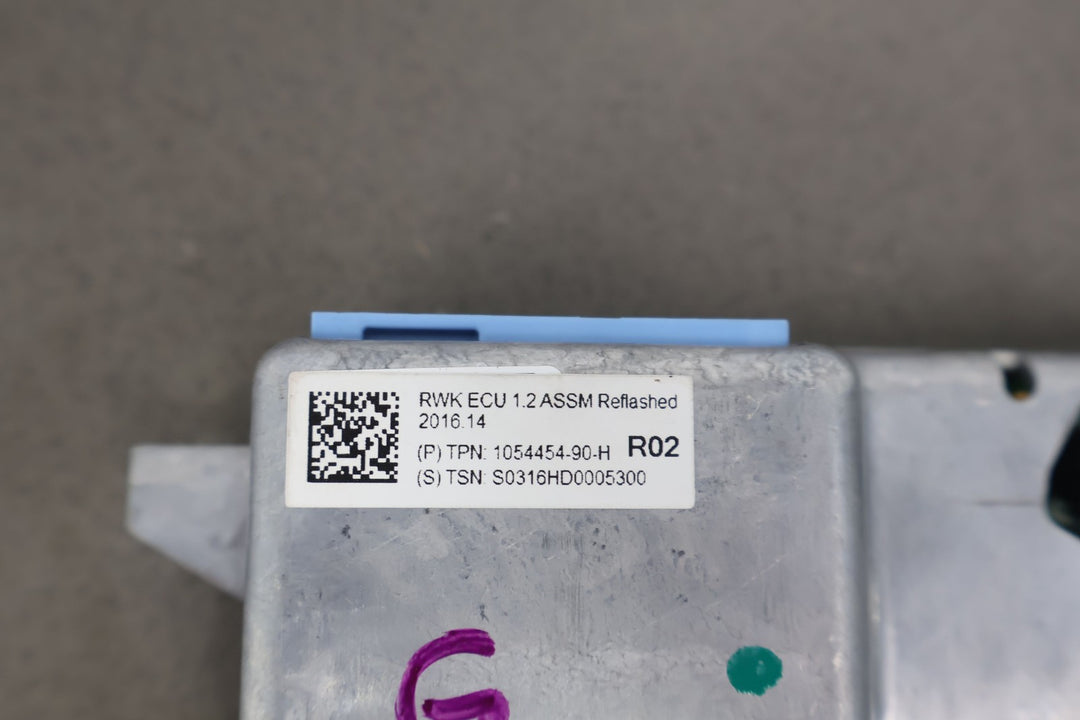 RWK ECU 1.2 ASSM Reflashed
2016.14
(P) TPN: 1054454-90-H R02
(S) TSN: S0316HD0005300
G